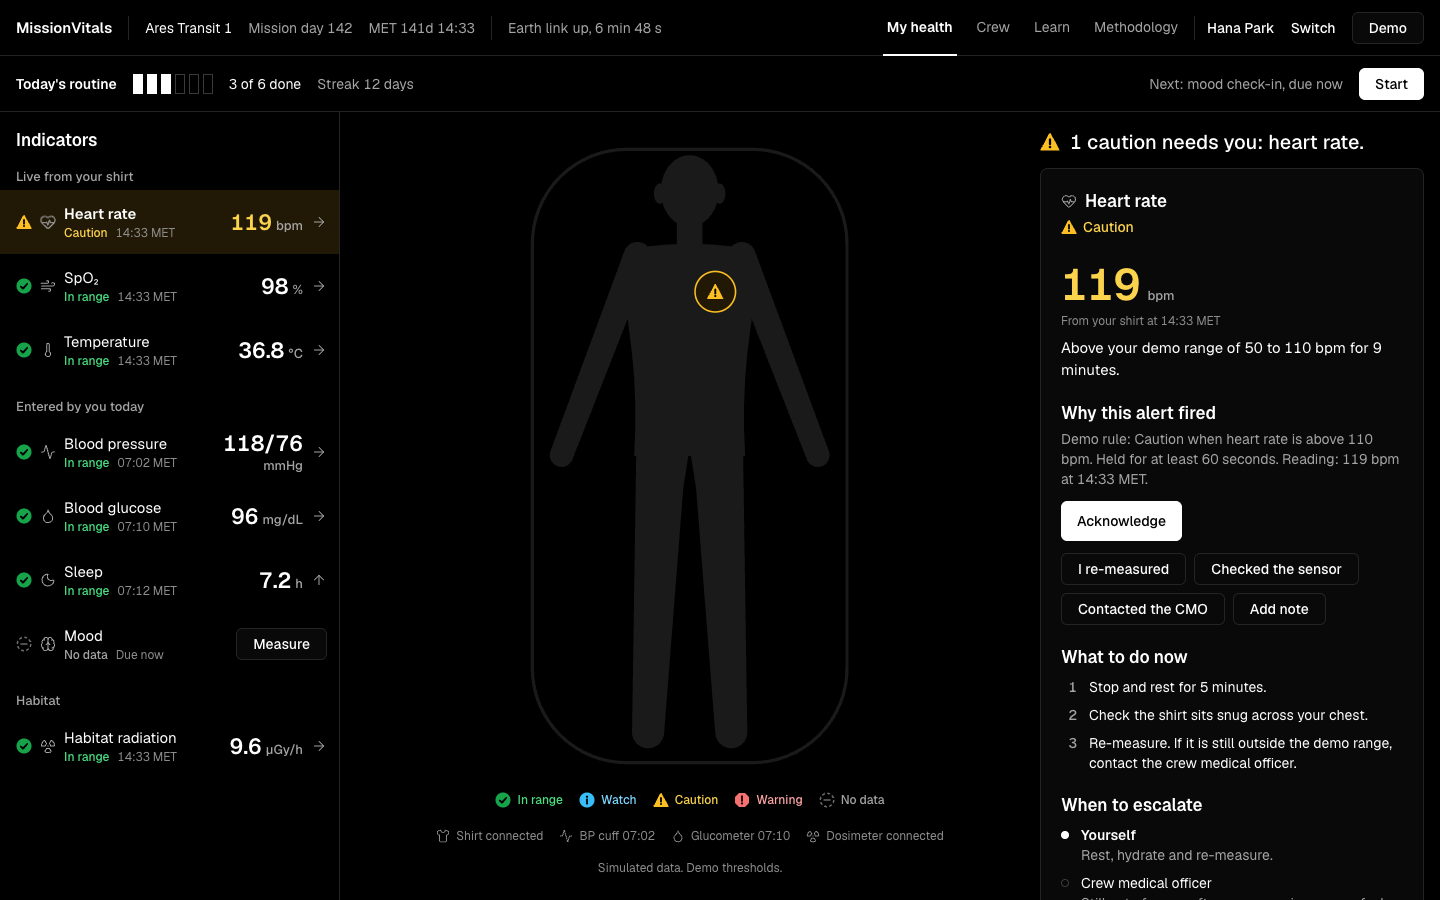 MissionVitals
Ares Transit 1
Mission day 142
MET 141d 14:33
Earth link up, 6 min 48 s
My health
Crew
Learn
Methodology
Hana Park
Switch
Demo
Today's routine
3 of 6 done
Streak 12 days
Next: mood check-in, due now
Start
Indicators
Live from your shirt
Heart rate
Caution 14:33 MET
119 bpm
SpO₂
In range 14:33 MET
98 %
Temperature
In range 14:33 MET
36.8 °C
Entered by you today
Blood pressure
In range 07:02 MET
118/76
mmHg
Blood glucose
In range 07:10 MET
96 mg/dL
Sleep
In range 07:12 MET
7.2 h
Mood
No data Due now
Measure
Habitat
Habitat radiation
In range 14:33 MET
9.6 µGy/h
In range
Watch
Caution
Warning
No data
Shirt connected
BP cuff 07:02
Glucometer 07:10
Dosimeter connected
Simulated data. Demo thresholds.
1 caution needs you: heart rate.
Heart rate
Caution
119 bpm
From your shirt at 14:33 MET
Above your demo range of 50 to 110 bpm for 9
minutes.
Why this alert fired
Demo rule: Caution when heart rate is above 110
bpm. Held for at least 60 seconds. Reading: 119 bpm
at 14:33 MET.
Acknowledge
I re-measured
Checked the sensor
Contacted the CMO
Add note
What to do now
1 Stop and rest for 5 minutes.
2 Check the shirt sits snug across your chest.
3 Re-measure. If it is still outside the demo range,
contact the crew medical officer.
When to escalate
Yourself
Rest, hydrate and re-measure.
Crew medical officer